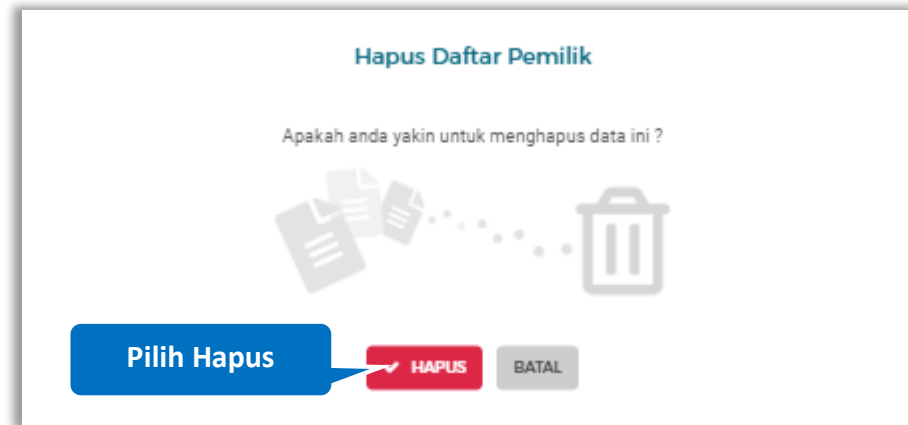 Hapus Daftar Pemilik
Apakah anda yakin untuk menghapus data ini ?
Pilih Hapus
HAPUS
BATAL